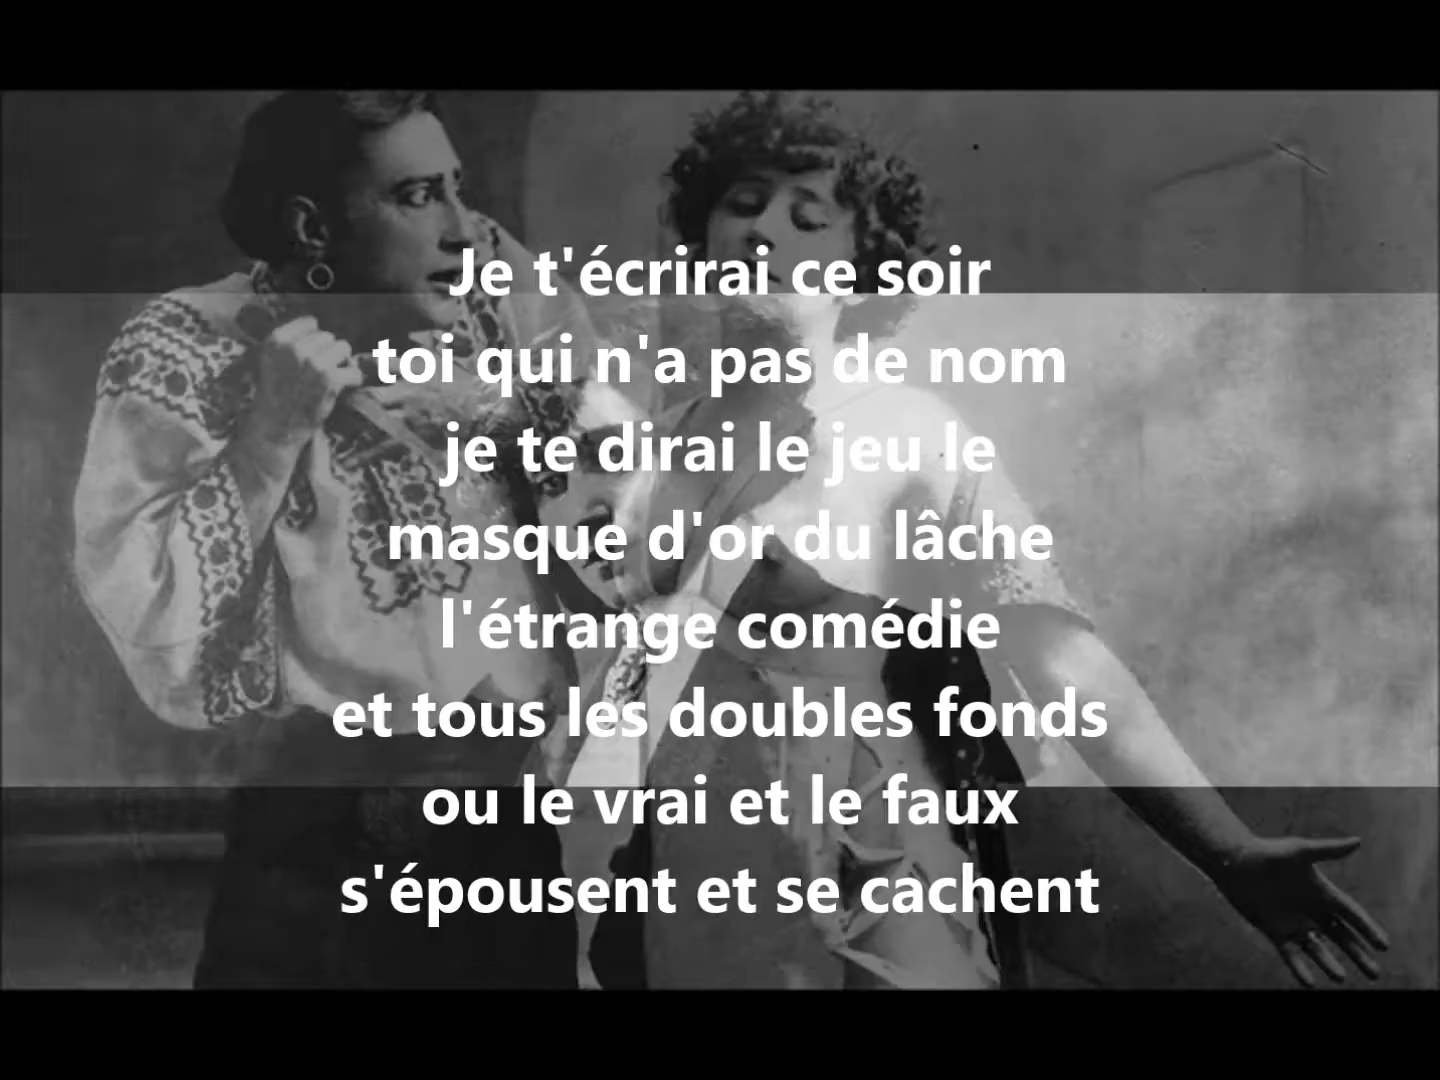 Je t'écrirai ce soir
toi qui n'a pas de nom
je te dirai le jeu le
masque d'or du lâche
l'étrange comédie
et tous les doubles fonds
ou le vrai et le faux
s'épousent et se cachent